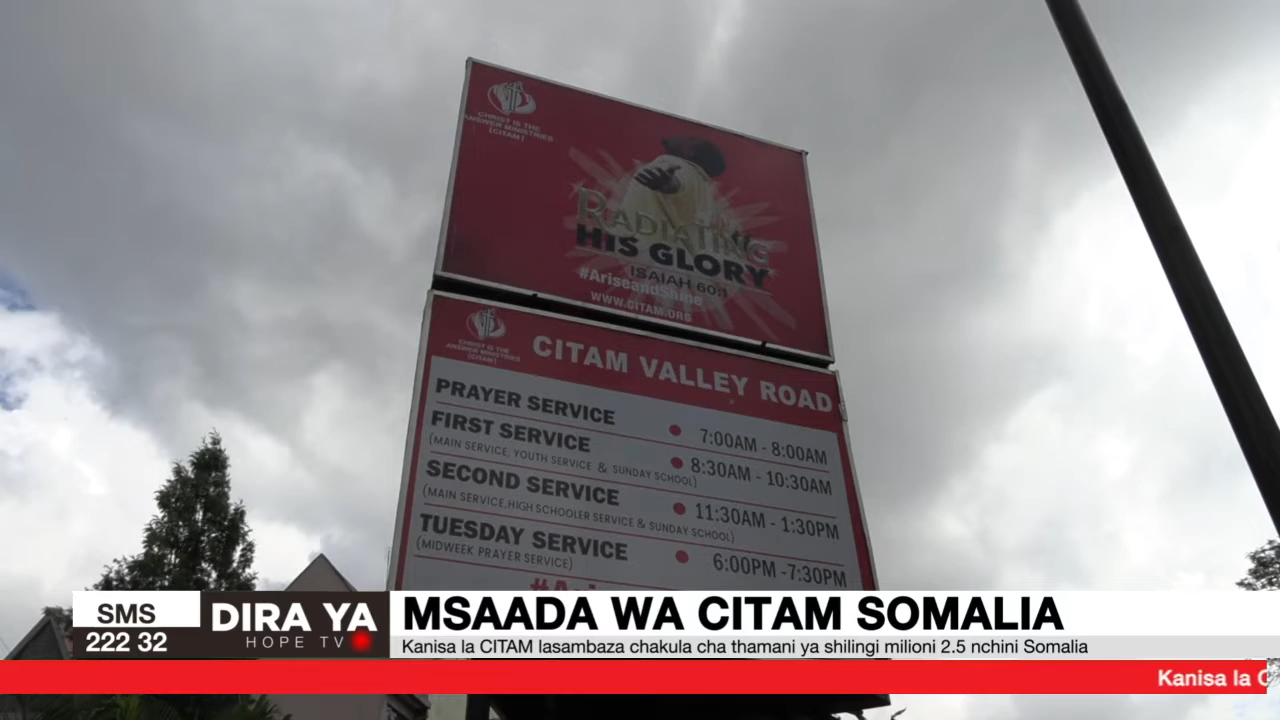 CHRIST IS THE
ANSWER MINISTRIES
(CITAM)
RADIATING
HIS GLORY
ISAIAH 60:1
#AriseandShine
WWW.CITAM.ORG
CHRIST IS THE
ANSWER MINISTRIES
(CITAM)
CITAM VALLEY ROAD
PRAYER SERVICE 7:00AM - 8:00AM
FIRST SERVICE 8:30AM - 10:30AM
(MAIN SERVICE, YOUTH SERVICE & SUNDAY SCHOOL)
SECOND SERVICE 11:30AM - 1:30PM
(MAIN SERVICE,HIGH SCHOOLER SERVICE & SUNDAY SCHOOL)
TUESDAY SERVICE 6:00PM -7:30PM
(MIDWEEK PRAYER SERVICE)
SMS
222 32
DIRA YA
HOPE TV
MSAADA WA CITAM SOMALIA
Kanisa la CITAM lasambaza chakula cha thamani ya shilingi milioni 2.5 nchini Somalia
Kanisa la